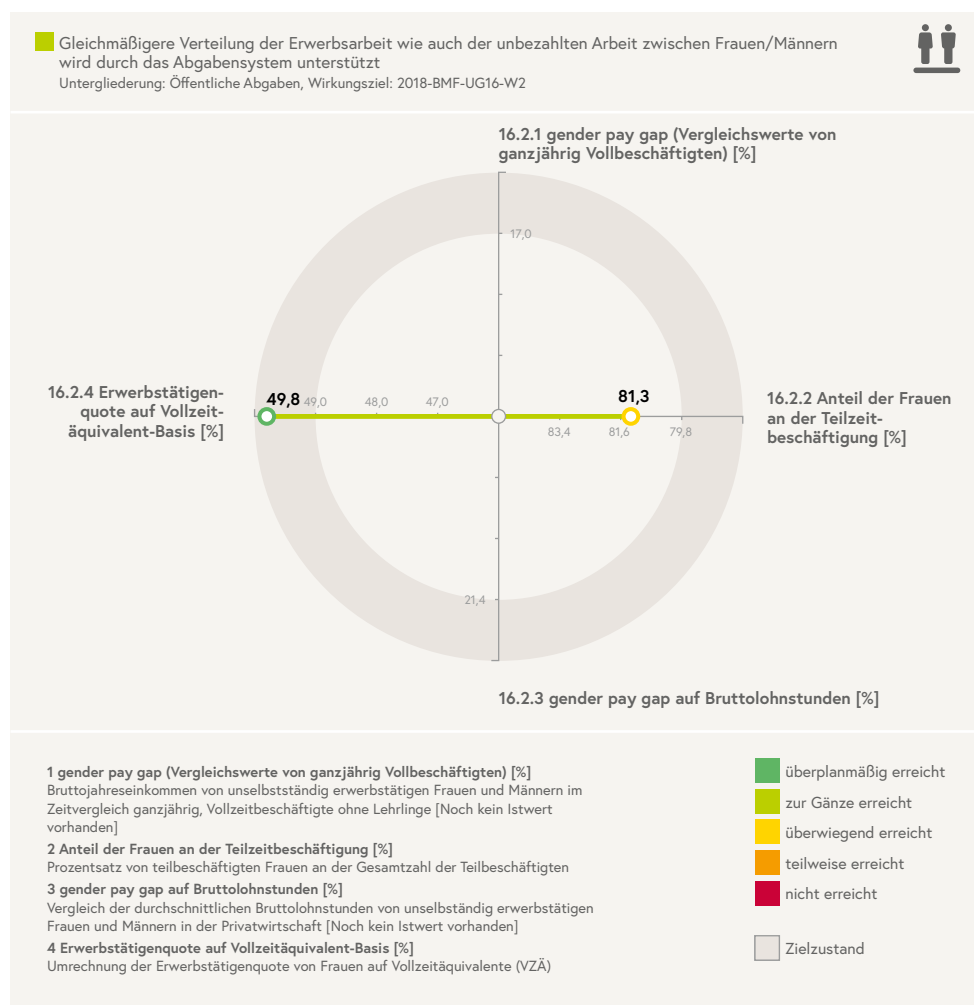 Gleichmäßigere Verteilung der Erwerbsarbeit wie auch der unbezahlten Arbeit zwischen Frauen/Männern
wird durch das Abgabensystem unterstützt
Untergliederung: Öffentliche Abgaben, Wirkungsziel: 2018-BMF-UG16-W2
16.2.1 gender pay gap (Vergleichswerte von
ganzjährig Vollbeschäftigten) [%]
17,0
16.2.4 Erwerbstätigen-
quote auf Vollzeit-
äquivalent-Basis [%]
49,8
49,0
48,0
47,0
81,3
83,4
81,6
79,8
16.2.2 Anteil der Frauen
an der Teilzeit-
beschäftigung [%]
21,4
16.2.3 gender pay gap auf Bruttolohnstunden [%]
1 gender pay gap (Vergleichswerte von ganzjährig Vollbeschäftigten) [%]
Bruttojahreseinkommen von unselbstständig erwerbstätigen Frauen und Männern im
Zeitvergleich ganzjährig, Vollzeitbeschäftigte ohne Lehrlinge [Noch kein Istwert
vorhanden]
2 Anteil der Frauen an der Teilzeitbeschäftigung [%]
Prozentsatz von teilbeschäftigten Frauen an der Gesamtzahl der Teilbeschäftigten
3 gender pay gap auf Bruttolohnstunden [%]
Vergleich der durchschnittlichen Bruttolohnstunden von unselbständig erwerbstätigen
Frauen und Männern in der Privatwirtschaft [Noch kein Istwert vorhanden]
4 Erwerbstätigenquote auf Vollzeitäquivalent-Basis [%]
Umrechnung der Erwerbstätigenquote von Frauen auf Vollzeitäquivalente (VZÄ)
überplanmäßig erreicht
zur Gänze erreicht
überwiegend erreicht
teilweise erreicht
nicht erreicht
Zielzustand